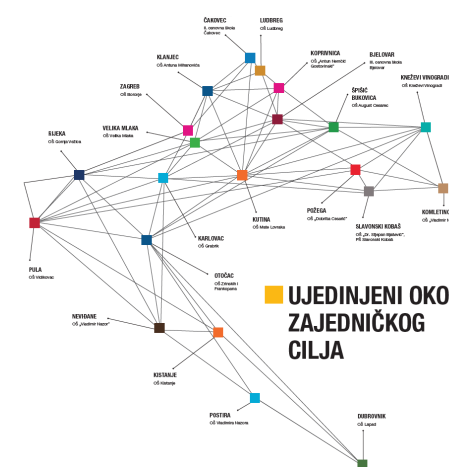 ČAKOVEC
II. osnovna škola
Čakovec
LUDBREG
OŠ Ludbreg
KLANJEC
OŠ Antuna Mihanovića
KOPRIVNICA
OŠ „Antun Nemčić
Gostovinski”
BJELOVAR
III. osnovna škola
Bjelovar
KNEŽEVI VINOGRADI
OŠ Kneževi Vinogradi
ZAGREB
OŠ Borovje
ŠPIŠIĆ
BUKOVICA
OŠ August Cesarec
VELIKA MLAKA
OŠ Velika Mlaka
RIJEKA
OŠ Gornja Vežica
KUTINA
OŠ Mate Lovraka
POŽEGA
OŠ „Dobriša Cesarić”
SLAVONSKI KOBAŠ
OŠ „Dr. Stjepan Ilijašević”,
PŠ Slavonski Kobaš
KOMLETINCI
OŠ „Vladimir
KARLOVAC
OŠ Grabrik
PULA
OŠ Vidikovac
OTOČAC
OŠ Zrinskih i
Frankopana
UJEDINJENI OKO
ZAJEDNIČKOG
CILJA
NEVIĐANE
OŠ „Vladimir Nazor”
KISTANJE
OŠ Kistanje
POSTIRA
OŠ Vladimira Nazora
DUBROVNIK
OŠ Lapad